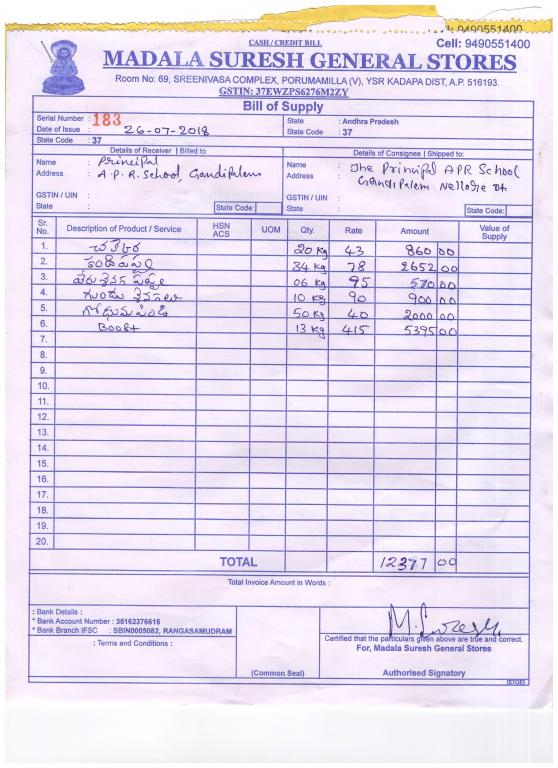 CASH / CREDIT BILL
Cell: 9490551400
MADALA SURESH GENERAL STORES
Room No: 69, SREENIVASA COMPLEX, PORUMAMILLA (V), YSR KADAPA DIST, A.P. 516193.
GSTIN: 37EWZPS6276M2ZY
Bill of Supply
Serial Number : 183
Date of Issue : 26-07-2018
State Code : 37
State : Andhra Pradesh
State Code : 37
Details of Receiver | Billed to
Name : Principal
Address : A.P.R. School, Gandipalem
GSTIN / UIN :
State : State Code:
Details of Consignee | Shipped to:
Name : The Principal APR School
Address : Gandipalem Nellore Dt
GSTIN / UIN :
State : State Code:
Sr. No. Description of Product / Service HSN ACS UOM Qty. Rate Amount Value of Supply
1. చక్కెర 20 kg 43 860 00
2. కందిపప్పు 34 kg 78 2652 00
3. వేరుశెనగ పప్పు 06 kg 95 570 00
4. గుండు శెనగలు 10 kg 90 900 00
5. గోధుమపిండి 50 kg 40 2000 00
6. 13 kg 415 5395 00
7.
8.
9.
10.
11.
12.
13.
14.
15.
16.
17.
18.
19.
20.
TOTAL 12377 00
Total Invoice Amount in Words :
: Bank Details :
* Bank Account Number : 35162376616
* Bank Branch IFSC : SBIN0005082, RANGASAMUDRAM
: Terms and Conditions :
(Common Seal)
M. Suresh
Certified that the particulars given above are true and correct.
For, Madala Suresh General Stores
Authorised Signatory